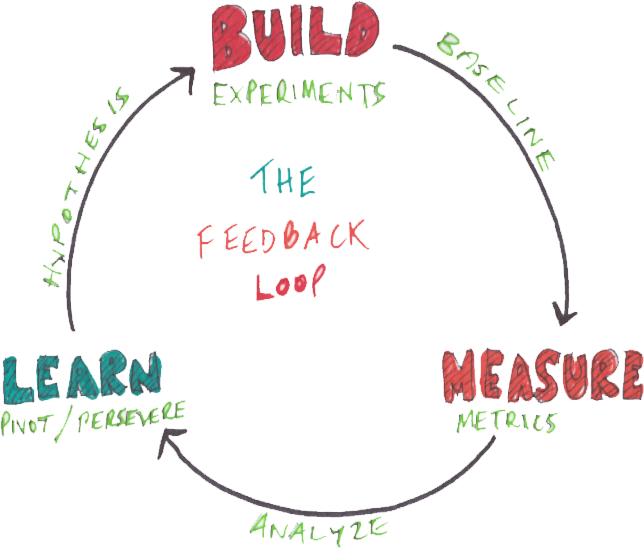 BUILD
EXPERIMENTS
BASELINE
HYPOTHESIS
THE
FEEDBACK
LOOP
LEARN
PIVOT/PERSEVERE
MEASURE
METRICS
ANALYZE